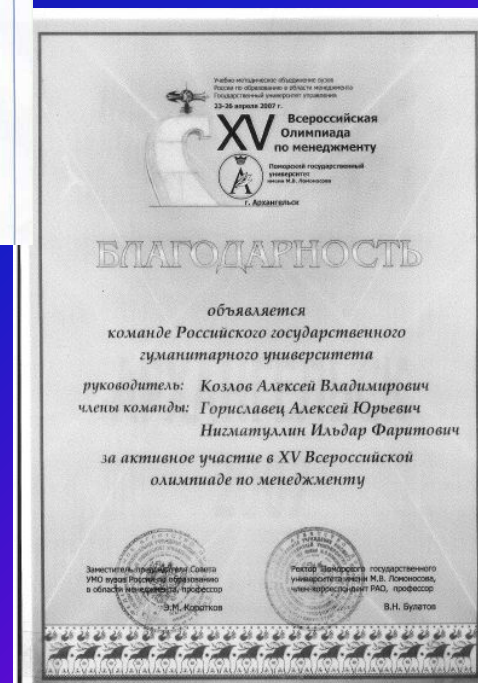 Учебно-методическое объединение вузов
России по образованию в области менеджмента
Государственный университет управления
23-26 апреля 2007 г.
XV Всероссийская
Олимпиада
по менеджменту
Поморский государственный
университет
имени М.В. Ломоносова
г. Архангельск
БЛАГОДАРНОСТЬ
объявляется
команде Российского государственного
гуманитарного университета
руководитель: Козлов Алексей Владимирович
члены команды: Гориславец Алексей Юрьевич
Нигматуллин Ильдар Фаритович
за активное участие в XV Всероссийской
олимпиаде по менеджменту
Заместитель председателя Совета
УМО вузов России по образованию
в области менеджмента, профессор
Э.М. Коротков
Ректор Поморского государственного
университета имени М.В. Ломоносова,
член-корреспондент РАО, профессор
В.Н. Булатов